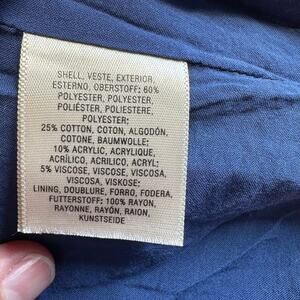 SHELL, VESTE, EXTERIOR,
ESTERNO, OBERSTOFF: 60%
POLYESTER, POLYESTER,
POLIÉSTER, POLIESTERE,
POLYESTER;
25% COTTON, COTON, ALGODÓN,
COTONE, BAUMWOLLE;
10% ACRYLIC, ACRYLIQUE,
ACRÍLICO, ACRILICO, ACRYL;
5% VISCOSE, VISCOSE, VISCOSA,
VISCOSA, VISKOSE;
LINING, DOUBLURE, FORRO, FODERA,
FUTTERSTOFF: 100% RAYON,
RAYONNE, RAYÓN, RAION,
KUNSTSEIDE